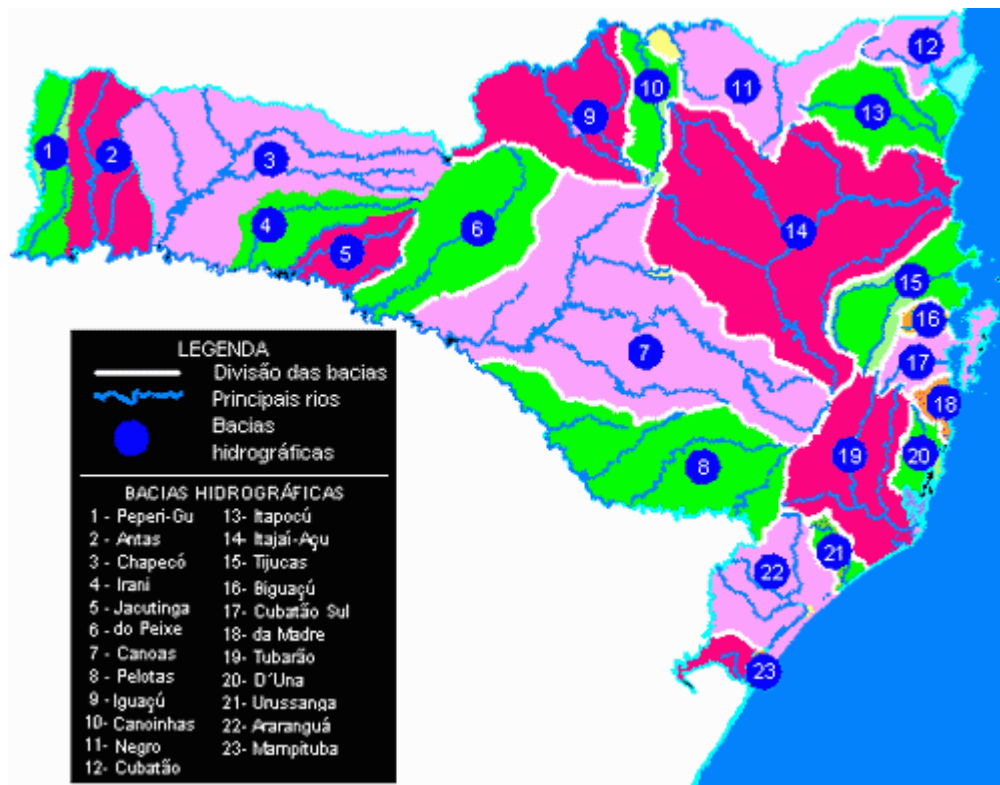 12
11
10
13
9
1
2
3
4
6
14
5
15
16
7
17
18
19
20
8
21
22
23
LEGENDA
Divisão das bacias
Principais rios
Bacias
hidrográficas
BACIAS HIDROGRÁFICAS
1 - Peperi-Gu
2 - Antas
3 - Chapecó
4 - Irani
5 - Jacutinga
6 - do Peixe
7 - Canoas
8 - Pelotas
9 - Iguaçú
10- Canoinhas
11- Negro
12- Cubatão
13- Itapocú
14- Itajaí-Açu
15- Tijucas
16- Biguaçú
17- Cubatão Sul
18- da Madre
19- Tubarão
20- D´Una
21- Urussanga
22- Araranguá
23- Mampituba